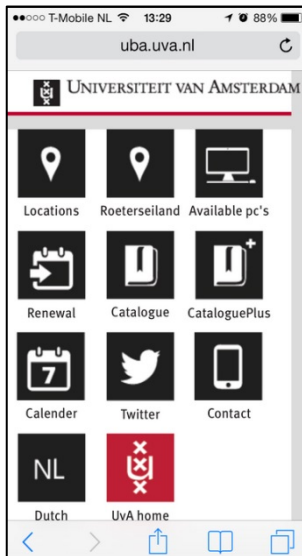 T-Mobile NL 13:29 88%
uba.uva.nl
UNIVERSITEIT VAN AMSTERDAM
Locations Roeterseiland Available pc's
Renewal Catalogue CataloguePlus
7
Calender Twitter Contact
NL
Dutch UvA home